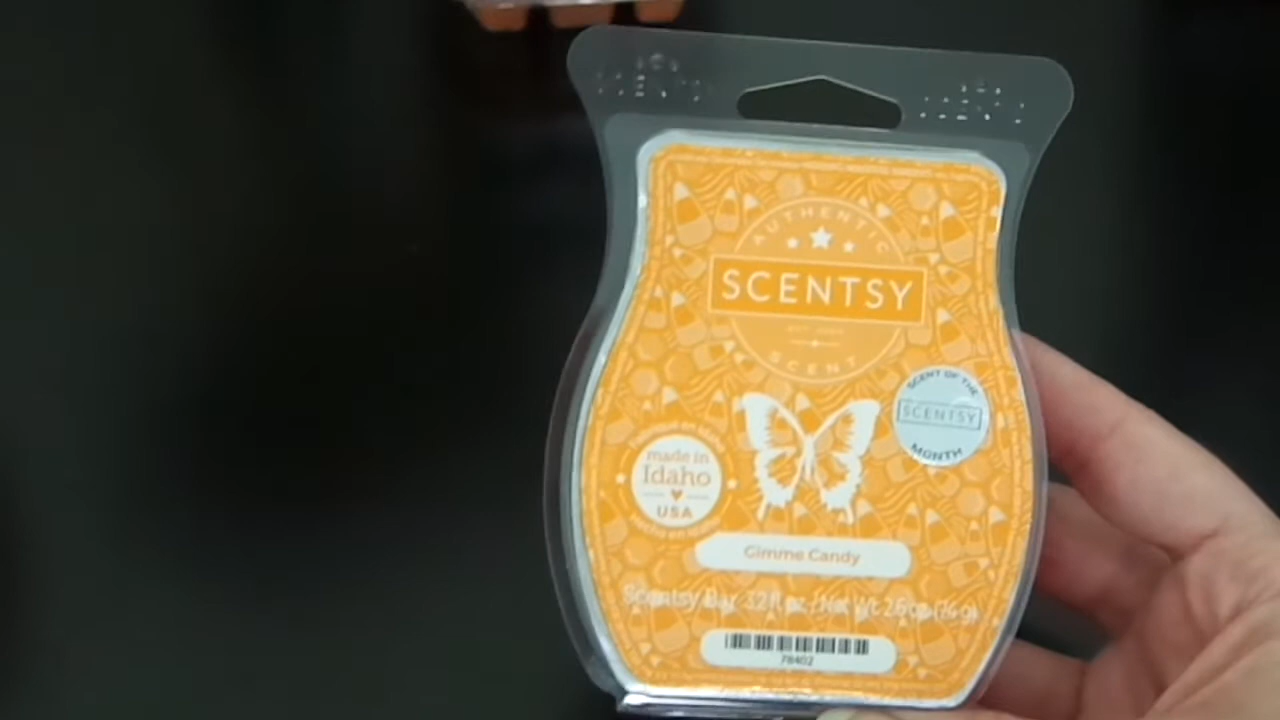 AUTHENTIC
SCENTSY
SCENT
SCENT OF THE
SCENTSY
MONTH
made in
Idaho
USA
Gimme Candy
Scentsy Bar 3.2 fl oz / Net Wt 2.6 oz (74 g)
78402